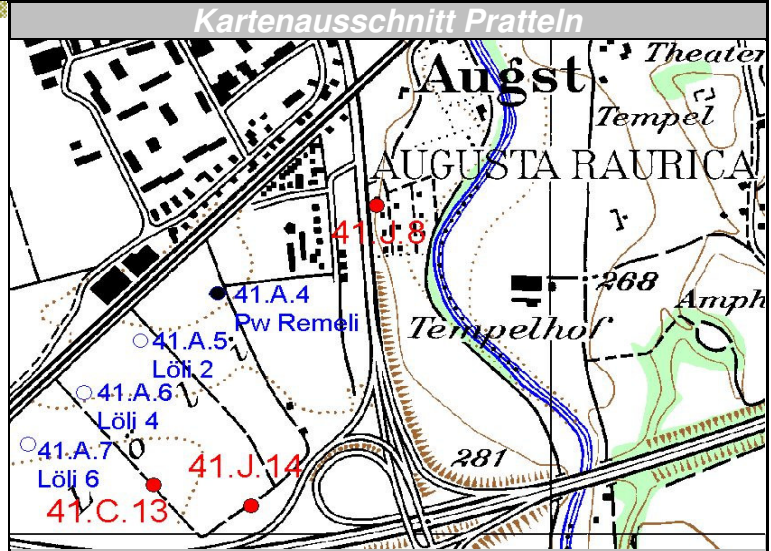 Kartenausschnitt Pratteln
Theater
Augst
Tempel
AUGUSTA RAURICA
41.J.8
41.A.4
Pw Remeli
268
Amph
Tempelhof
41.A.5
Löli 2
41.A.6
Löli 4
41.A.7
Löli 6
L ö l i
281
41.J.14
41.C.13